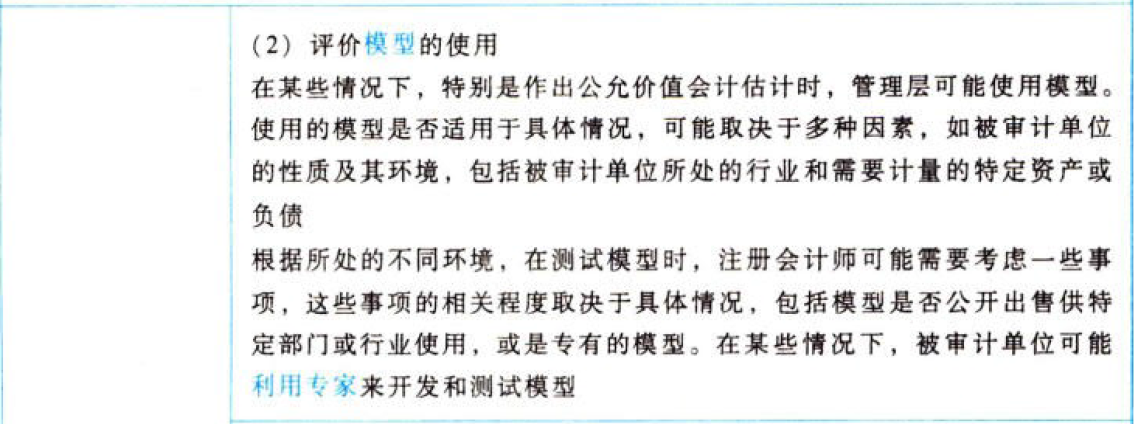 （2）评价模型的使用
在某些情况下，特别是作出公允价值会计估计时，管理层可能使用模型。
使用的模型是否适用于具体情况，可能取决于多种因素，如被审计单位
的性质及其环境，包括被审计单位所处的行业和需要计量的特定资产或
负债
根据所处的不同环境，在测试模型时，注册会计师可能需要考虑一些事
项，这些事项的相关程度取决于具体情况，包括模型是否公开出售供特
定部门或行业使用，或是专有的模型。在某些情况下，被审计单位可能
利用专家来开发和测试模型